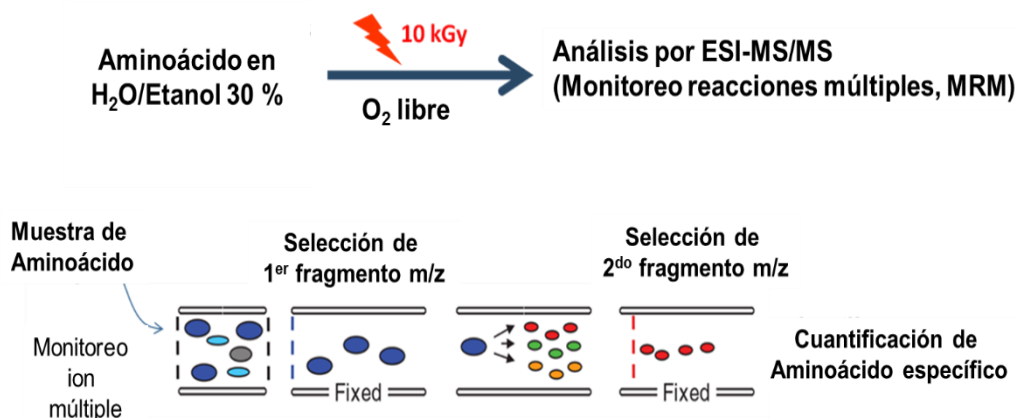 Aminoácido en
H₂O/Etanol 30 %
10 kGy
O₂ libre
Análisis por ESI-MS/MS
(Monitoreo reacciones múltiples, MRM)
Muestra de
Aminoácido
Selección de
1er fragmento m/z
Selección de
2do fragmento m/z
Monitoreo
ion
múltiple
Fixed
Fixed
Cuantificación de
Aminoácido específico